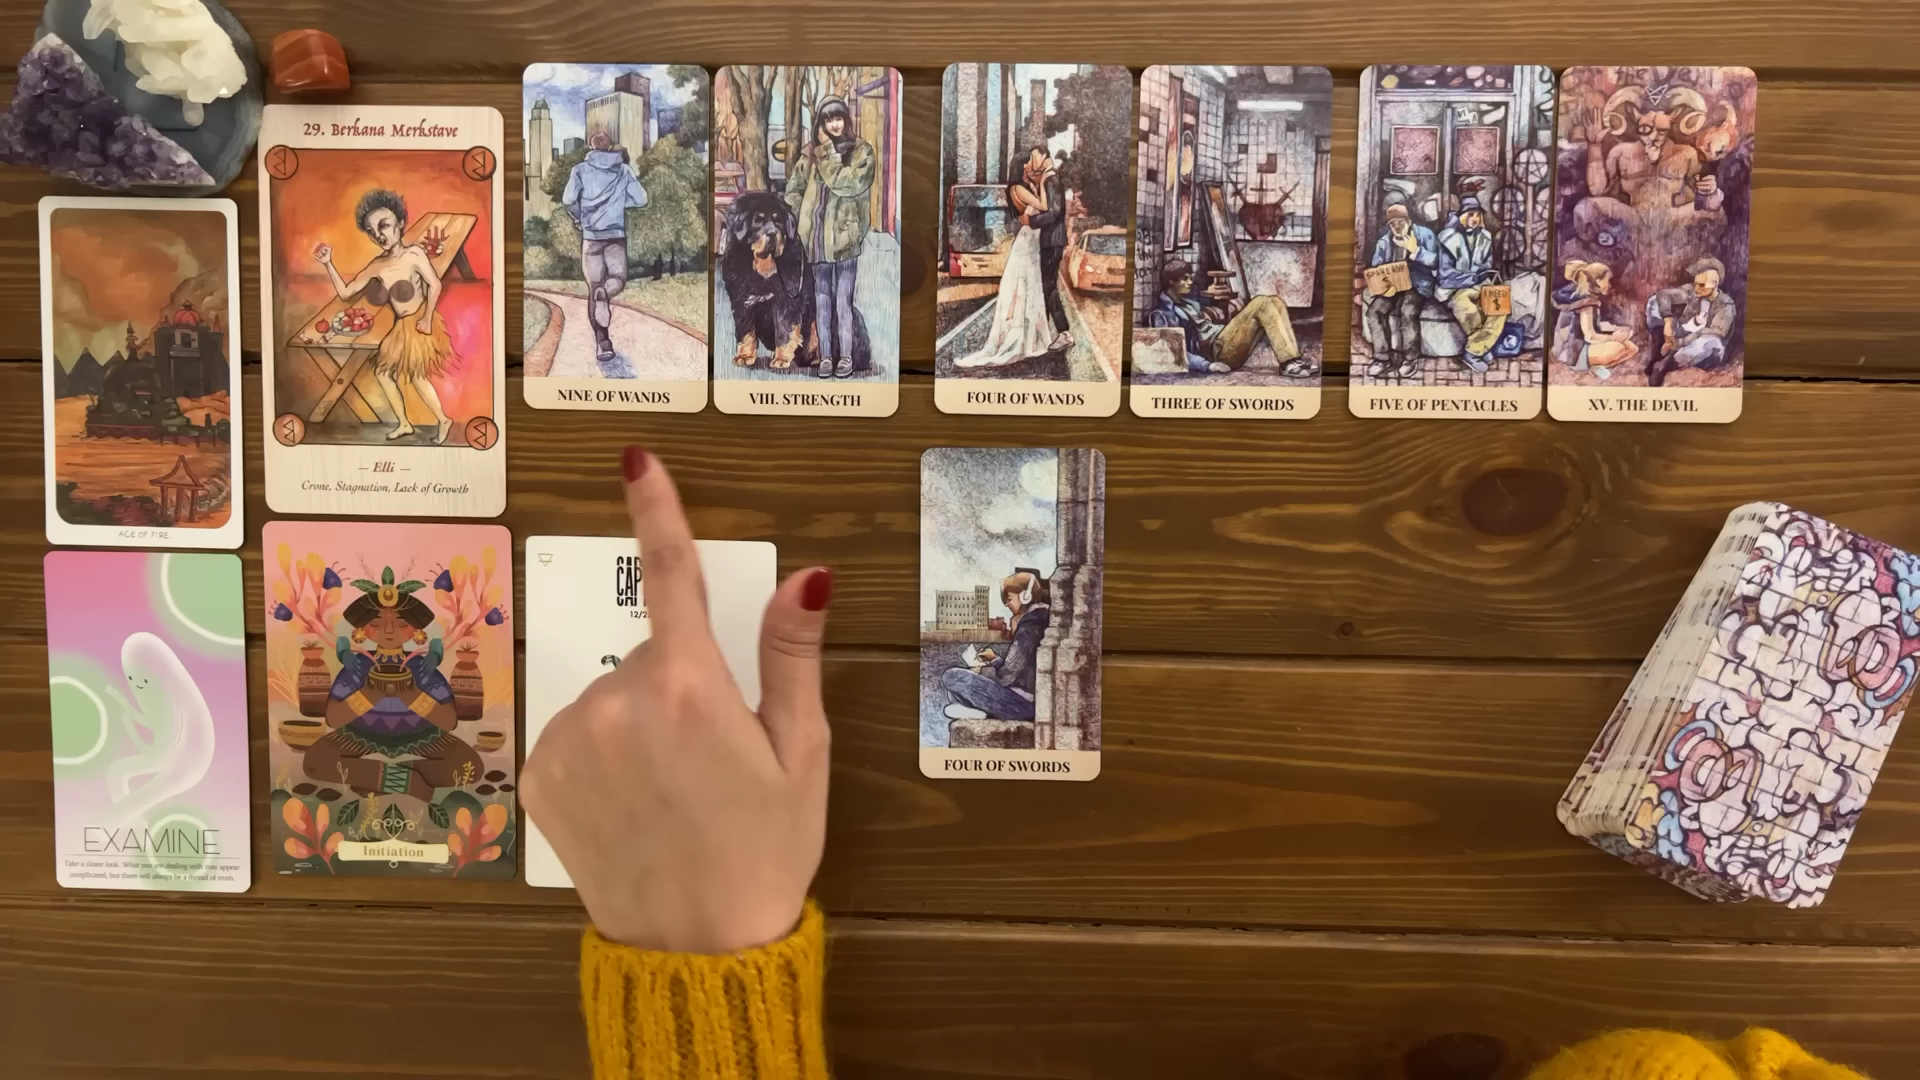 29. Berkana Merkstave
— Elli —
Crone, Stagnation, Lack of Growth
ACE OF FIRE
EXAMINE
Take a closer look. What you are dealing with may appear
complicated, but there will always be a thread of truth.
Initiation
NINE OF WANDS
VIII. STRENGTH
FOUR OF WANDS
THREE OF SWORDS
FIVE OF PENTACLES
XV. THE DEVIL
FOUR OF SWORDS